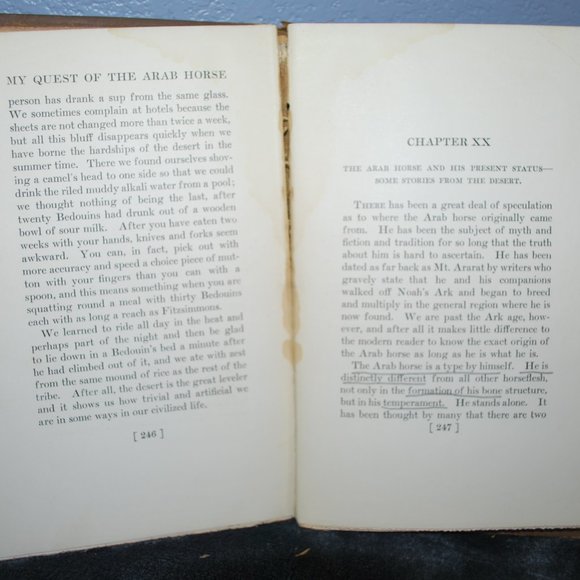 MY QUEST OF THE ARAB HORSE
person has drank a sup from the same glass.
We sometimes complain at hotels because the
sheets are not changed more than twice a week,
but all this bluff disappears quickly when we
have borne the hardships of the desert in the
summer time. There we found ourselves shov-
ing a camel's head to one side so that we could
drink the riled muddy alkali water from a pool;
we thought nothing of being the last, after
twenty Bedouins had drunk out of a wooden
bowl of sour milk. After you have eaten two
weeks with your hands, knives and forks seem
awkward. You can, in fact, pick out with
more accuracy and speed a choice piece of mut-
ton with your fingers than you can with a
spoon, and this means something when you are
squatting round a meal with thirty Bedouins
each with as long a reach as Fitzsimmons.
We learned to ride all day in the heat and
perhaps part of the night and then be glad
to lie down in a Bedouin's bed a minute after
he had climbed out of it, and we ate with zest
from the same mound of rice as the rest of the
tribe. After all, the desert is the great leveler
and it shows us how trivial and artificial we
are in some ways in our civilized life.
[ 246 ]
CHAPTER XX
THE ARAB HORSE AND HIS PRESENT STATUS—
SOME STORIES FROM THE DESERT.
THERE has been a great deal of speculation
as to where the Arab horse originally came
from. He has been the subject of myth and
fiction and tradition for so long that the truth
about him is hard to ascertain. He has been
dated as far back as Mt. Ararat by writers who
gravely state that he and his companions
walked off Noah's Ark and began to breed
and multiply in the general region where he is
now found. We are past the Ark age, how-
ever, and after all it makes little difference to
the modern reader to know the exact origin of
the Arab horse as long as he is what he is.
The Arab horse is a type by himself. He is
distinctly different from all other horseflesh,
not only in the formation of his bone structure,
but in his temperament. He stands alone. It
has been thought by many that there are two
[ 247 ]